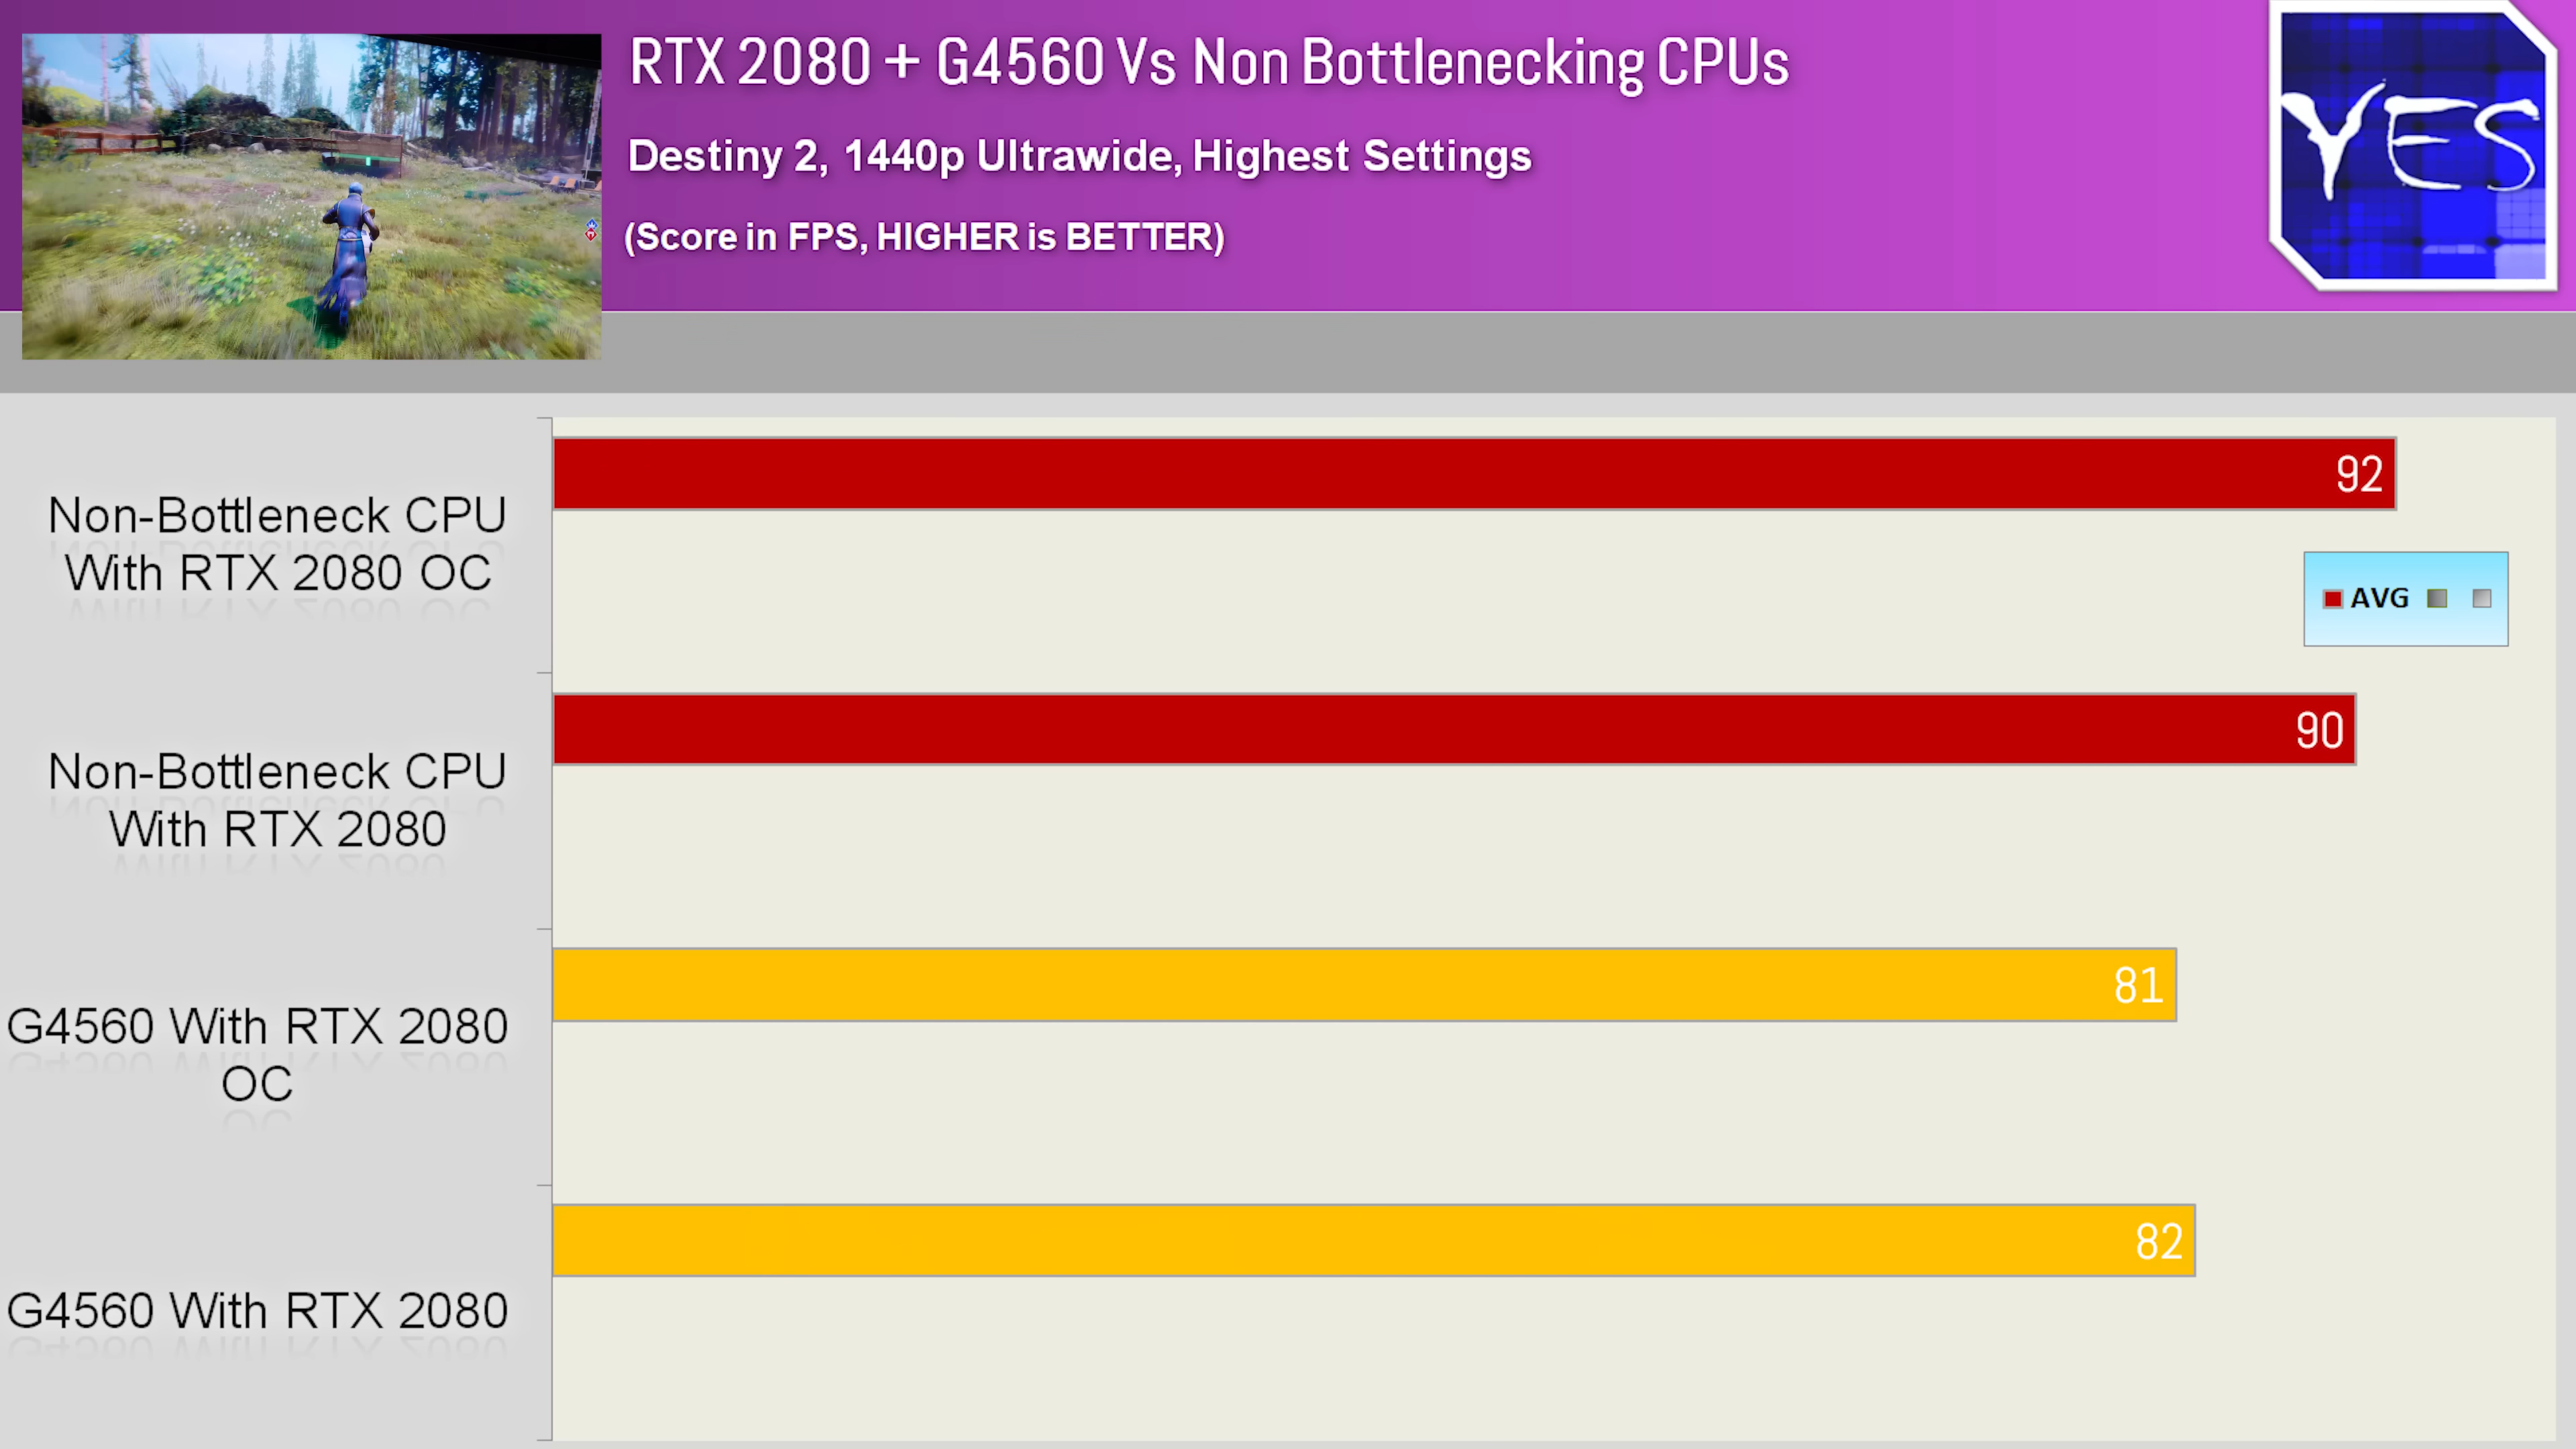 RTX 2080 + G4560 Vs Non Bottlenecking CPUs
Destiny 2, 1440p Ultrawide, Highest Settings
(Score in FPS, HIGHER is BETTER)
YES
Non-Bottleneck CPU
With RTX 2080 OC
92
AVG
Non-Bottleneck CPU
With RTX 2080
90
G4560 With RTX 2080
OC
81
G4560 With RTX 2080
82